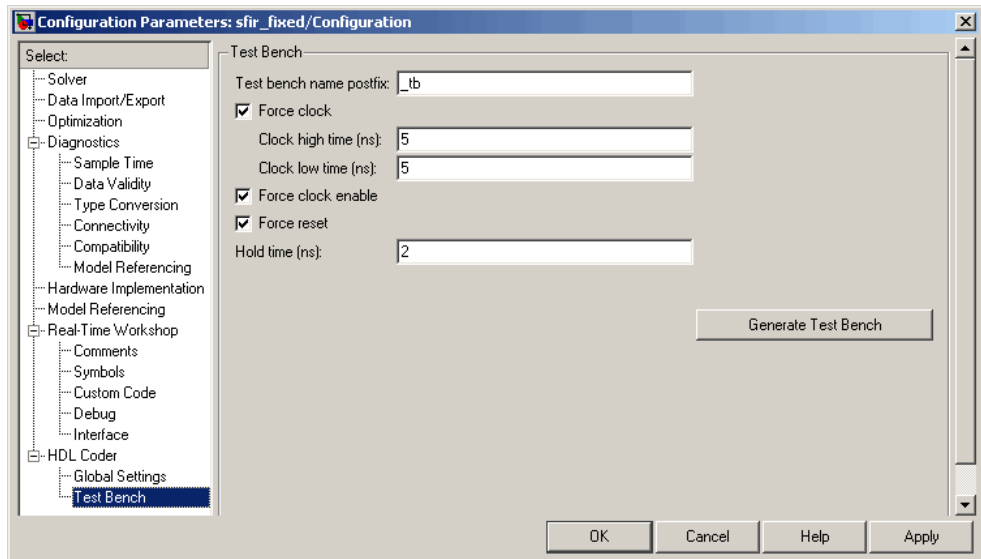 Configuration Parameters: sfir_fixed/Configuration
Select:
Solver
Data Import/Export
Optimization
Diagnostics
Sample Time
Data Validity
Type Conversion
Connectivity
Compatibility
Model Referencing
Hardware Implementation
Model Referencing
Real-Time Workshop
Comments
Symbols
Custom Code
Debug
Interface
HDL Coder
Global Settings
Test Bench
Test Bench
Test bench name postfix: _tb
Force clock
Clock high time (ns): 5
Clock low time (ns): 5
Force clock enable
Force reset
Hold time (ns): 2
Generate Test Bench
OK Cancel Help Apply